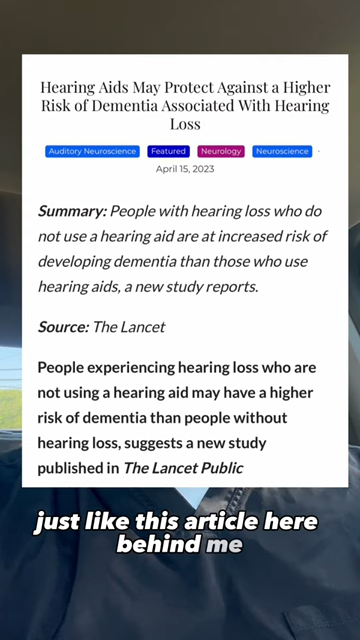 Hearing Aids May Protect Against a Higher
Risk of Dementia Associated With Hearing
Loss
Auditory Neuroscience Featured Neurology Neuroscience ·
April 15, 2023
Summary: People with hearing loss who do
not use a hearing aid are at increased risk of
developing dementia than those who use
hearing aids, a new study reports.
Source: The Lancet
People experiencing hearing loss who are
not using a hearing aid may have a higher
risk of dementia than people without
hearing loss, suggests a new study
published in The Lancet Public
just like this article here
behind me